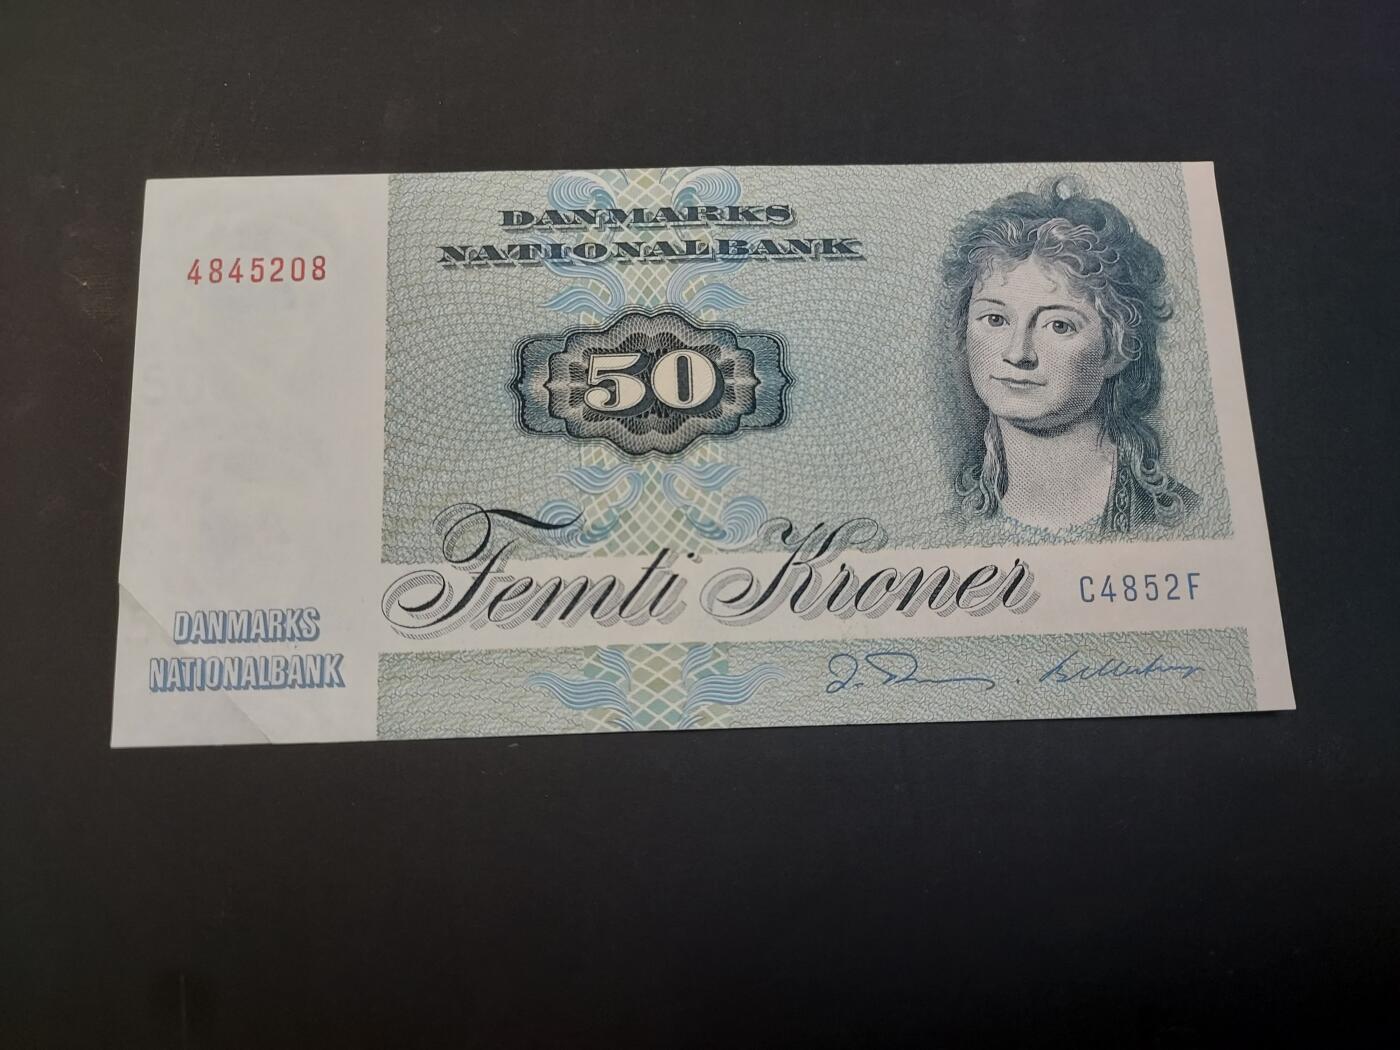 DANMARKS
NATIONALBANK
4845208
50
Femti Kroner
C4852F
DANMARKS
NATIONALBANK